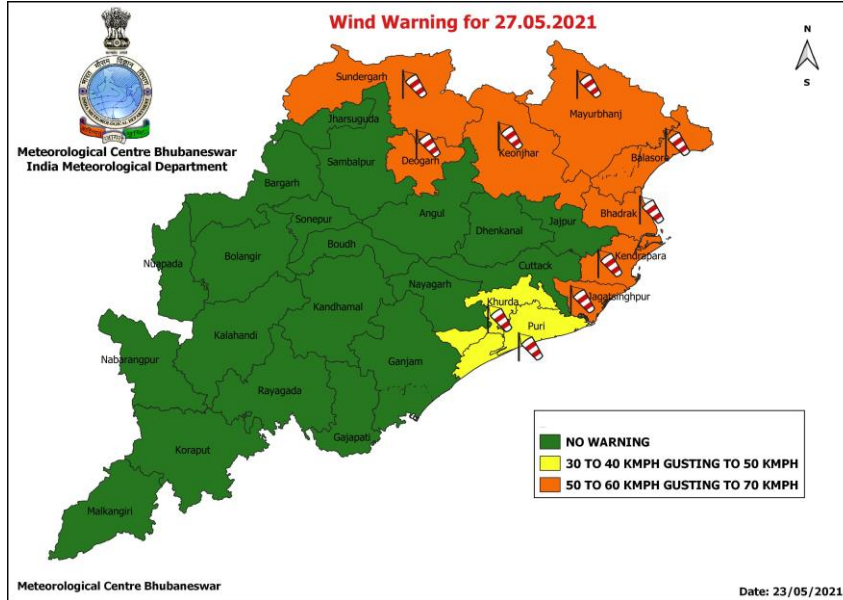 Wind Warning for 27.05.2021
N
S
Meteorological Centre Bhubaneswar
India Meteorological Department
Sundergarh
Mayurbhanj
Jharsuguda
Deogarh
Keonjhar
Balasore
Sambalpur
Bargarh
Bhadrak
Sonepur
Angul
Jajpur
Dhenkanal
Boudh
Bolangir
Kendrapara
Nuapada
Cuttack
Nayagarh
Jagatsinghpur
Khurda
Kandhamal
Puri
Kalahandi
Nabarangpur
Ganjam
Rayagada
Gajapati
Koraput
Malkangiri
NO WARNING
30 TO 40 KMPH GUSTING TO 50 KMPH
50 TO 60 KMPH GUSTING TO 70 KMPH
Meteorological Centre Bhubaneswar
Date: 23/05/2021